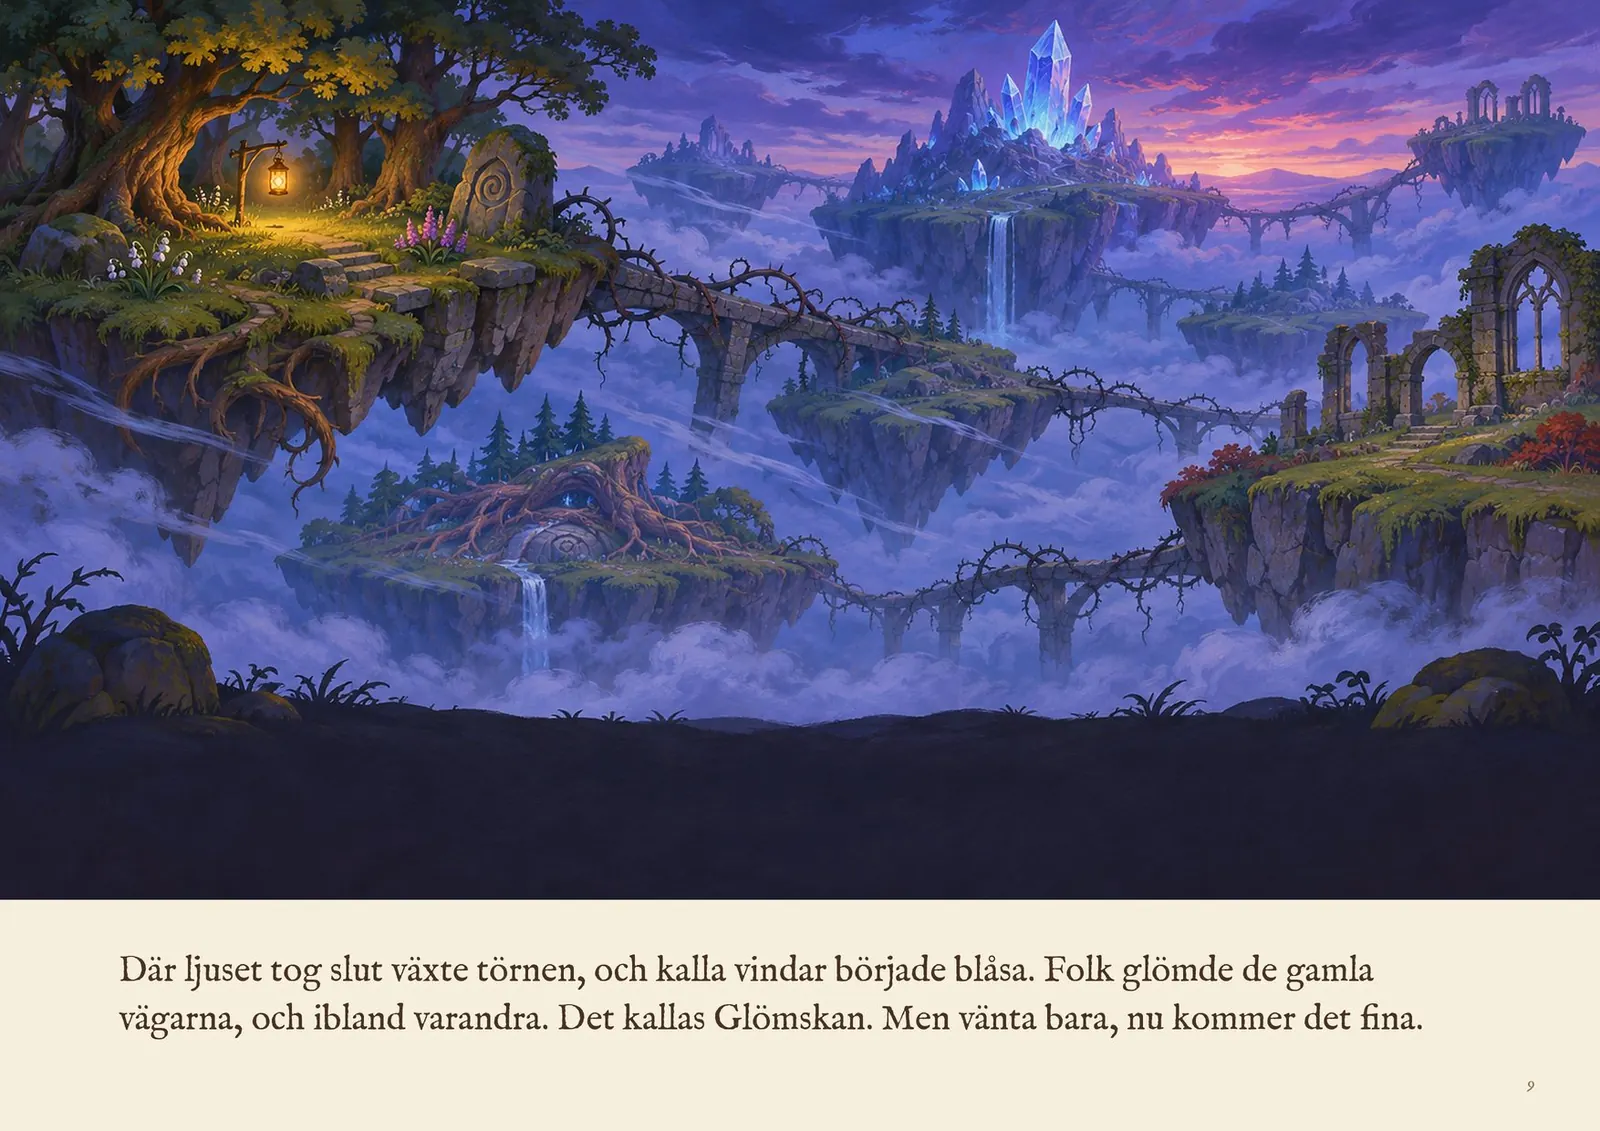 Där ljuset tog slut växte törnen, och kalla vindar började blåsa. Folk glömde de gamla
vägarna, och ibland varandra. Det kallas Glömskan. Men vänta bara, nu kommer det fina.
9